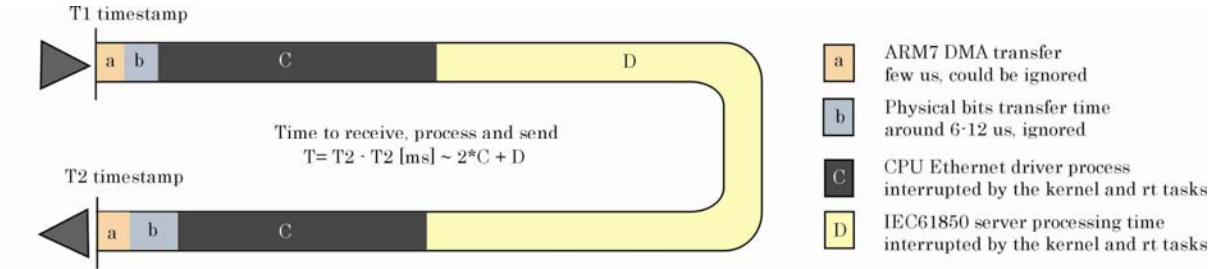 T1 timestamp
a b C D
Time to receive, process and send
T= T2 - T2 [ms] ~ 2*C + D
T2 timestamp
a b C
a ARM7 DMA transfer
few us, could be ignored
b Physical bits transfer time
around 6-12 us, ignored
C CPU Ethernet driver process
interrupted by the kernel and rt tasks
D IEC61850 server processing time
interrupted by the kernel and rt tasks